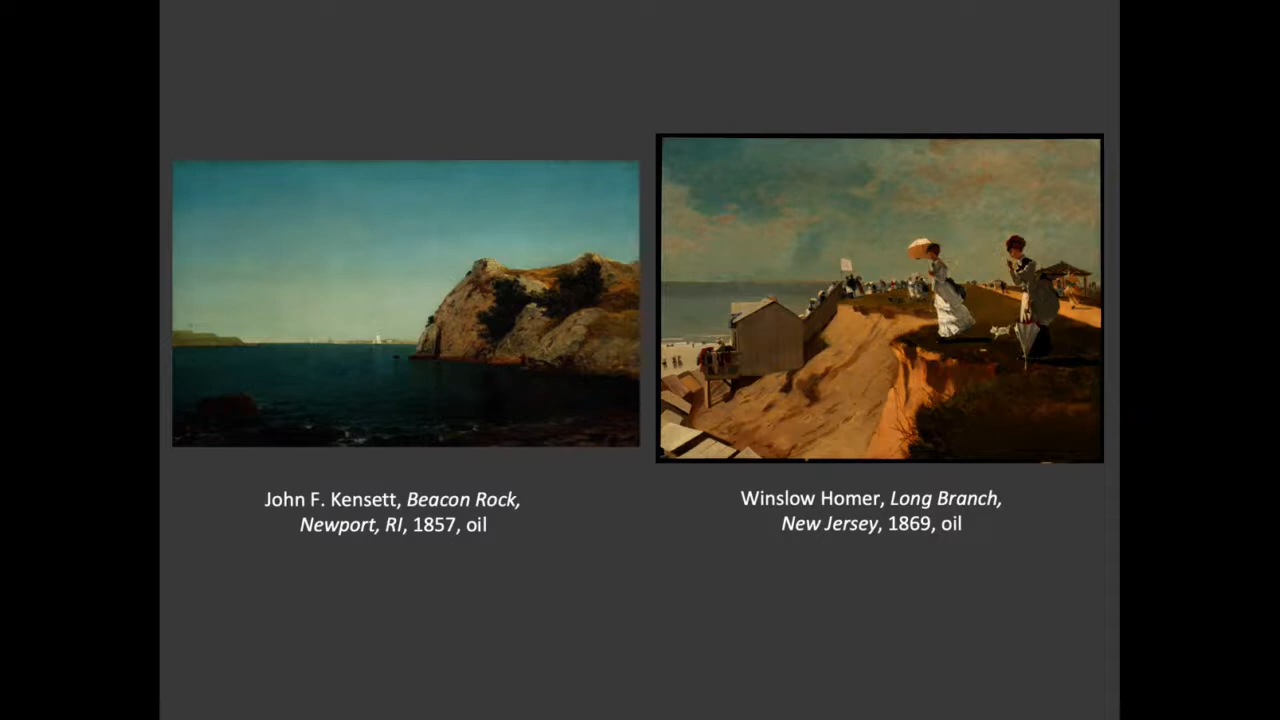 John F. Kensett, Beacon Rock,
Newport, RI, 1857, oil
Winslow Homer, Long Branch,
New Jersey, 1869, oil